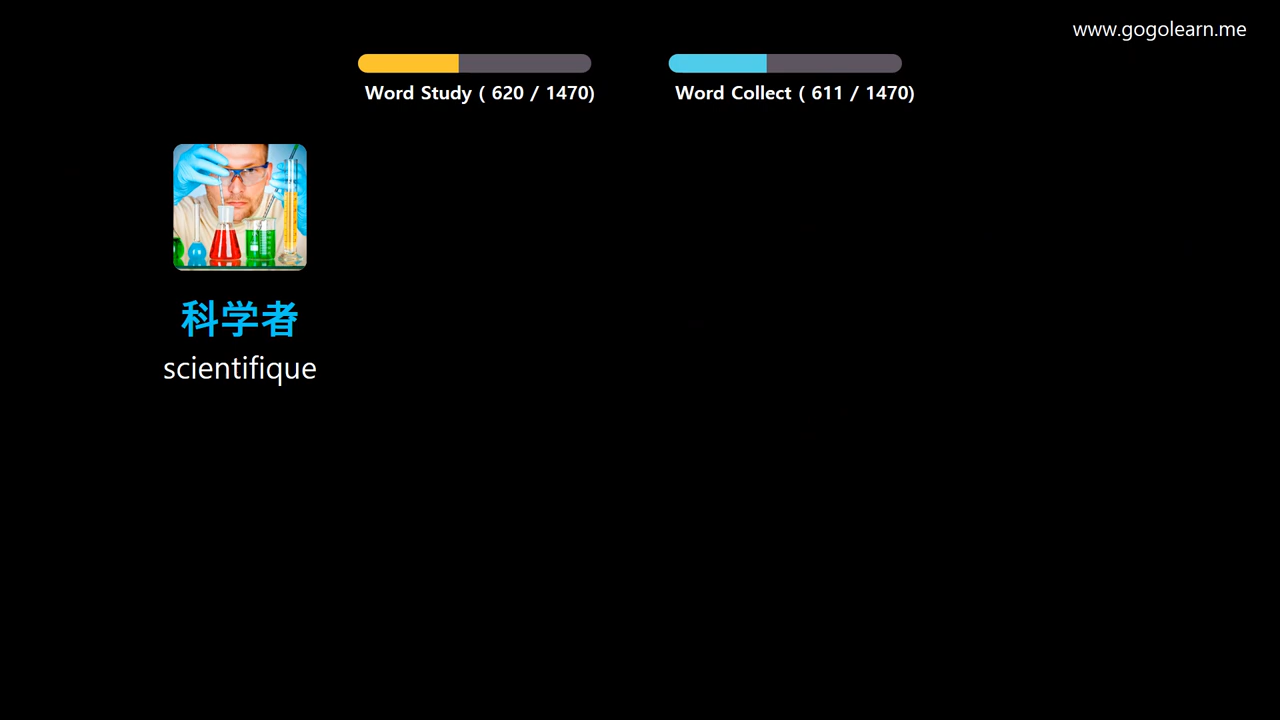 www.gogolearn.me
Word Study ( 620 / 1470)
Word Collect ( 611 / 1470)
科学者
scientifique